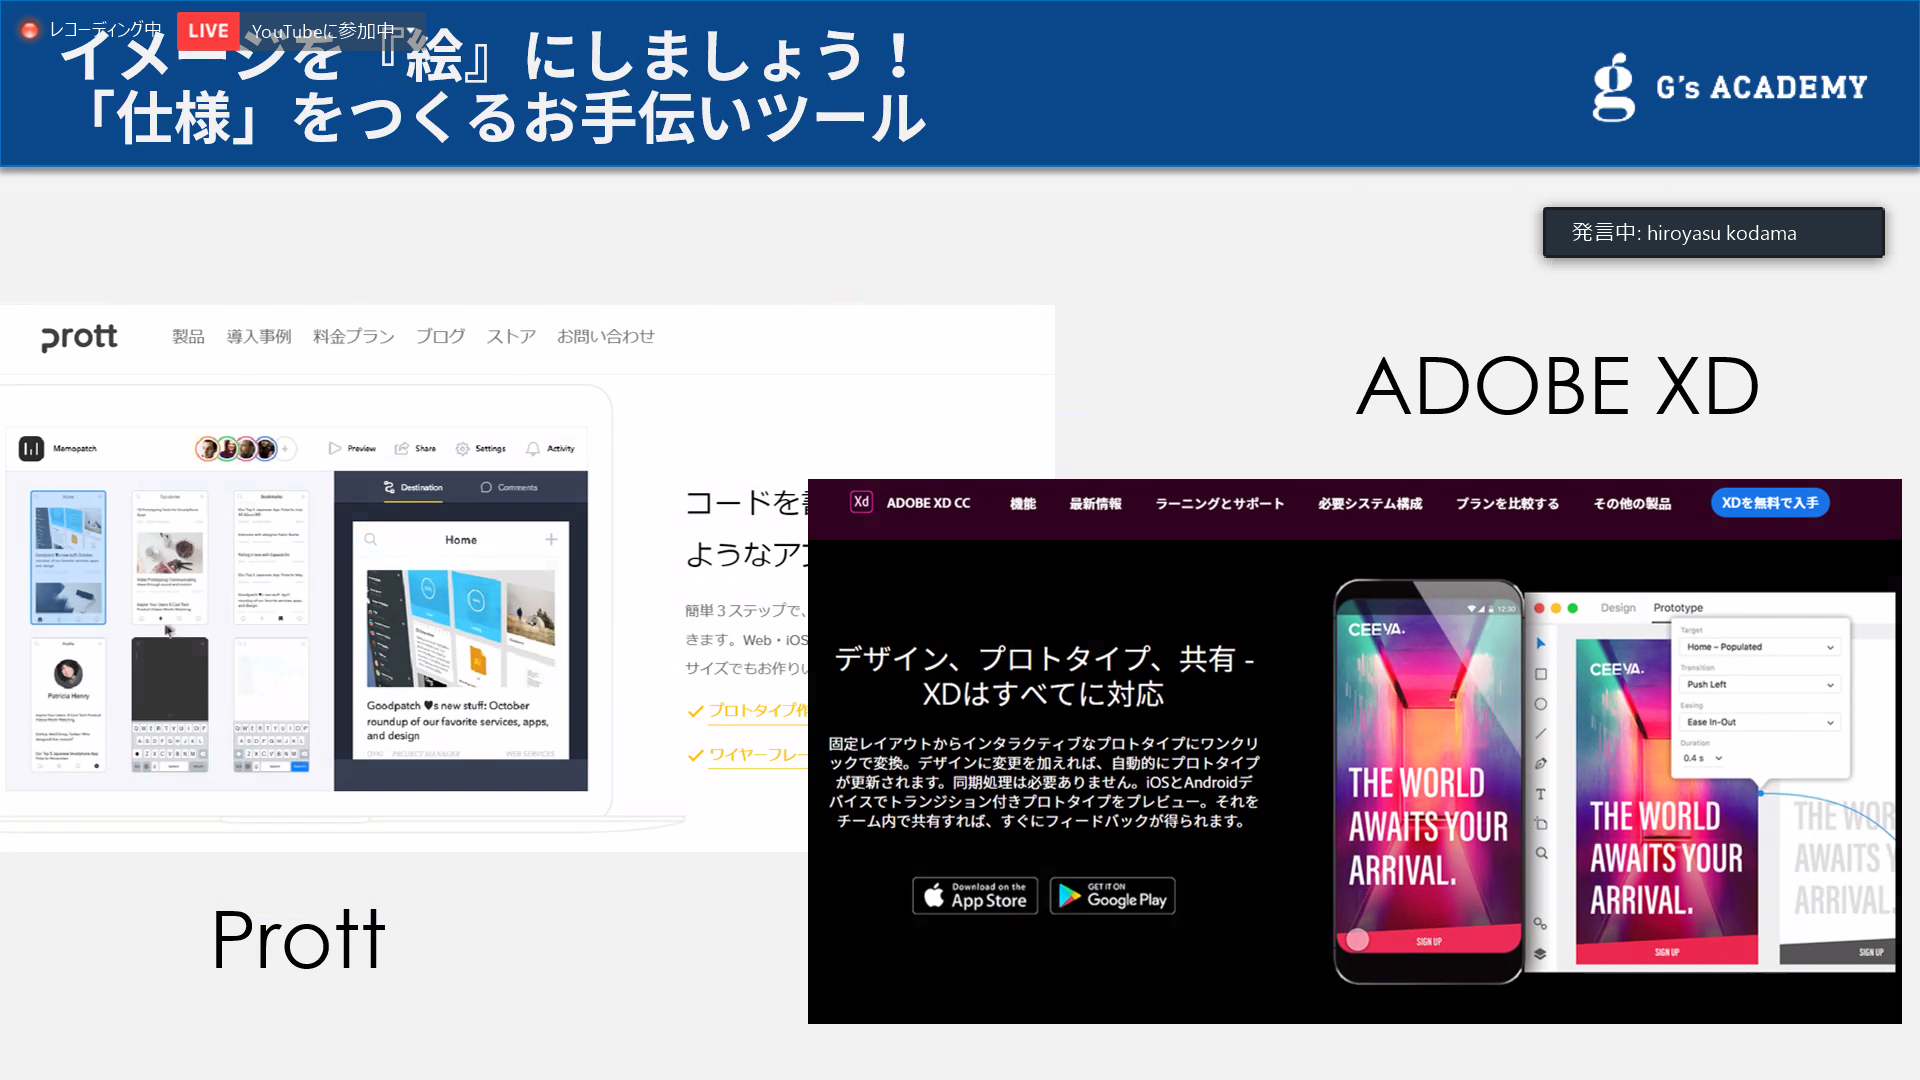 レコーディング中
LIVE
YouTubeに参加中
イメージを『絵』にしましょう！
「仕様」をつくるお手伝いツール
G's ACADEMY
発言中: hiroyasu kodama
prott
製品 導入事例 料金プラン ブログ ストア お問い合わせ
Memopatch
Preview Share Settings Activity
Destination Comments
Home
Goodpatch ♥s new stuff: October
roundup of our favorite services, apps,
and design
PROJECT MANAGER
WEB SERVICES
Home
Top stories
Bookmarks
Profile
Patricia Henry
コードを
ようなア
簡単３ステップで、
きます。Web・iOS
サイズでもお作りい
プロトタイプ作
ワイヤーフレー
Prott
ADOBE XD
Xd ADOBE XD CC 機能 最新情報 ラーニングとサポート 必要システム構成 プランを比較する その他の製品 XDを無料で入手
デザイン、プロトタイプ、共有 -
XDはすべてに対応
固定レイアウトからインタラクティブなプロトタイプにワンクリ
ックで変換。デザインに変更を加えれば、自動的にプロトタイプ
が更新されます。同期処理は必要ありません。iOSとAndroidデ
バイスでトランジション付きプロトタイプをプレビュー。それを
チーム内で共有すれば、すぐにフィードバックが得られます。
Download on the
App Store
GET IT ON
Google Play
12:30
CEEVA.
THE WORLD
AWAITS YOUR
ARRIVAL.
SIGN UP
Design Prototype
Target
Home – Populated
Transition
Push Left
Easing
Ease In-Out
Duration
0.4 s
CEEVA.
THE WORLD
AWAITS YOUR
ARRIVAL.
SIGN UP
THE WOR
AWAITS Y
ARRIVAL.
SIGN UP